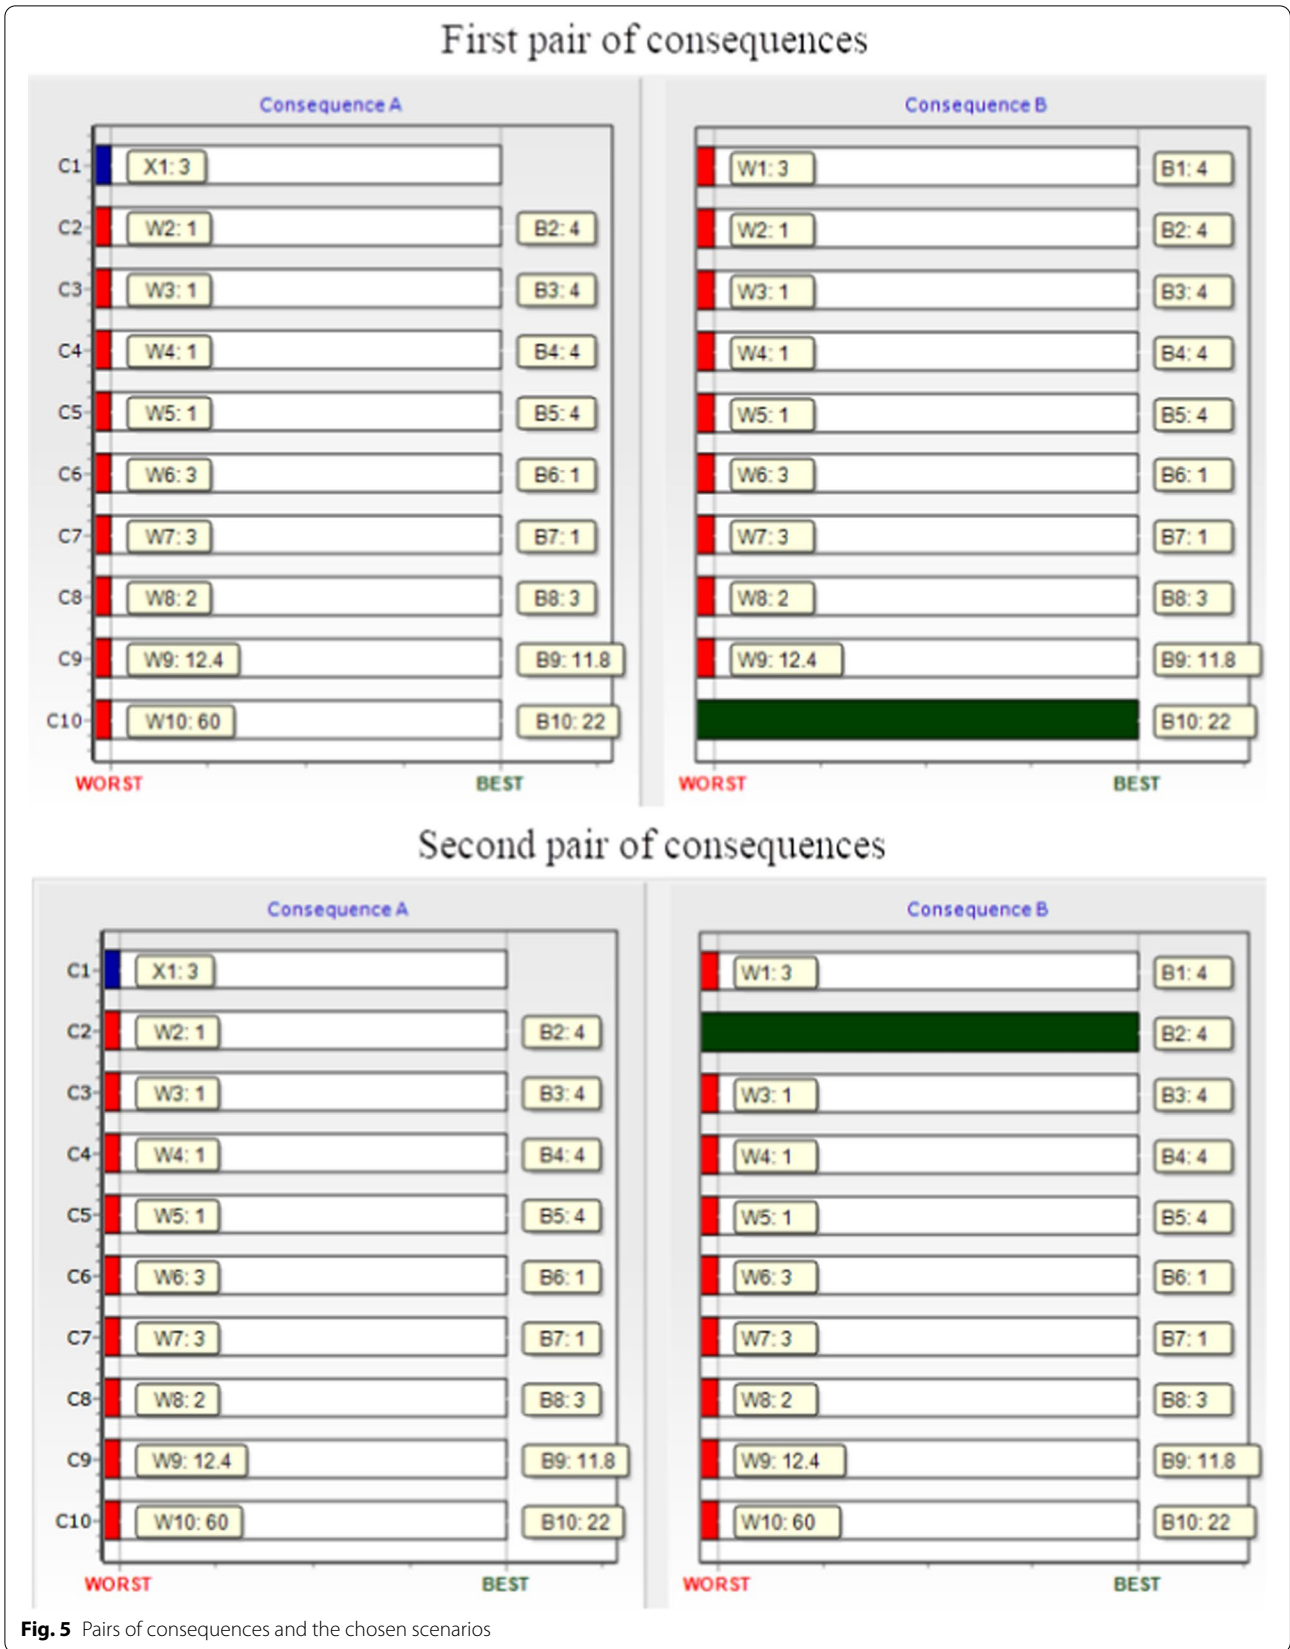 First pair of consequences
Consequence A Consequence B
C1 X1: 3 W1: 3 B1: 4
C2 W2: 1 B2: 4 W2: 1 B2: 4
C3 W3: 1 B3: 4 W3: 1 B3: 4
C4 W4: 1 B4: 4 W4: 1 B4: 4
C5 W5: 1 B5: 4 W5: 1 B5: 4
C6 W6: 3 B6: 1 W6: 3 B6: 1
C7 W7: 3 B7: 1 W7: 3 B7: 1
C8 W8: 2 B8: 3 W8: 2 B8: 3
C9 W9: 12.4 B9: 11.8 W9: 12.4 B9: 11.8
C10 W10: 60 B10: 22 B10: 22
WORST BEST WORST BEST
Second pair of consequences
Consequence A Consequence B
C1 X1: 3 W1: 3 B1: 4
C2 W2: 1 B2: 4 B2: 4
C3 W3: 1 B3: 4 W3: 1 B3: 4
C4 W4: 1 B4: 4 W4: 1 B4: 4
C5 W5: 1 B5: 4 W5: 1 B5: 4
C6 W6: 3 B6: 1 W6: 3 B6: 1
C7 W7: 3 B7: 1 W7: 3 B7: 1
C8 W8: 2 B8: 3 W8: 2 B8: 3
C9 W9: 12.4 B9: 11.8 W9: 12.4 B9: 11.8
C10 W10: 60 B10: 22 W10: 60 B10: 22
WORST BEST WORST BEST
Fig. 5 Pairs of consequences and the chosen scenarios